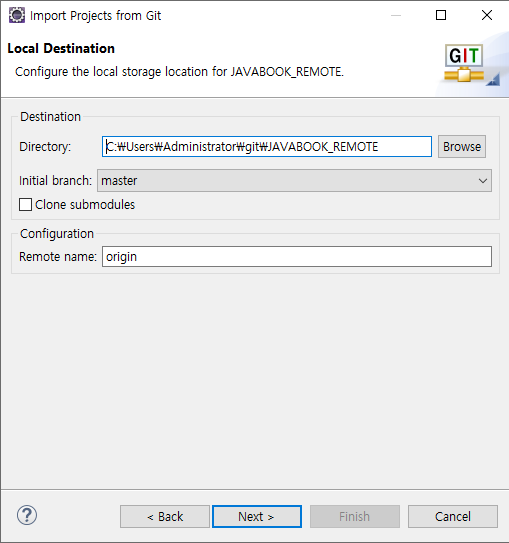 Import Projects from Git
Local Destination
Configure the local storage location for JAVABOOK_REMOTE.
GIT
Destination
Directory: C:₩Users₩Administrator₩git₩JAVABOOK_REMOTE Browse
Initial branch: master
Clone submodules
Configuration
Remote name: origin
? < Back Next > Finish Cancel